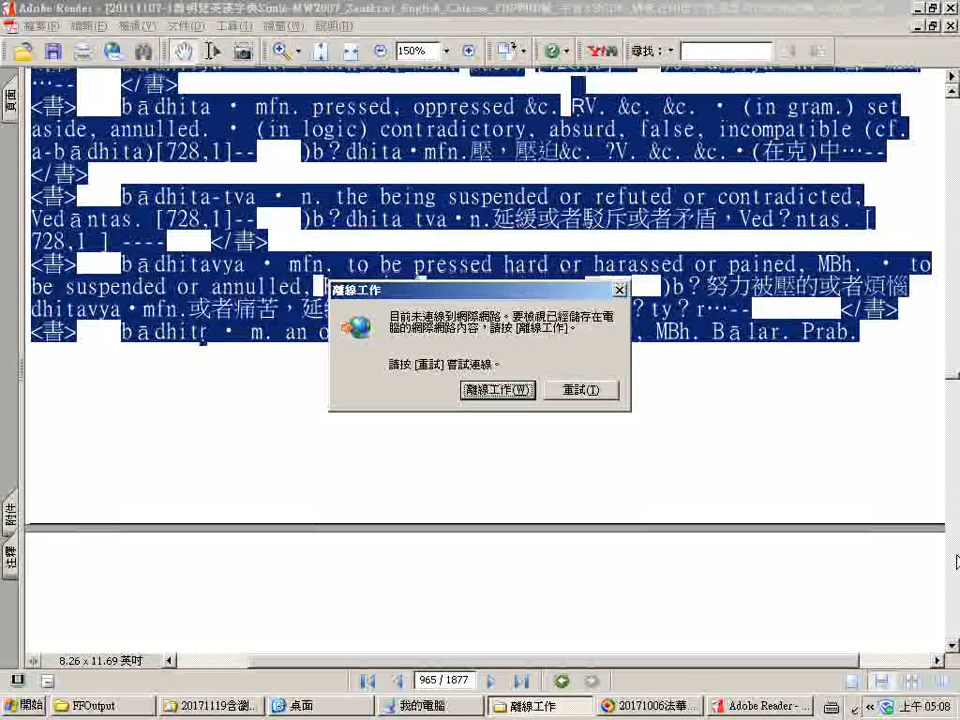 Adobe Reader
檔案(F) 編輯(E) 檢視(V) 文件(D) 工具(T) 視窗(W) 說明(H)
150%
尋找：
頁面
…-- </書>
<書> bādhita • mfn. pressed, oppressed &c. ṚV. &c. &c. • (in gram.) set
aside, annulled. • (in logic) contradictory, absurd, false, incompatible (cf.
a-bādhita)[728,1]-- )b？dhita•mfn.壓，壓迫&c. ?V. &c. &c.•(在克)中…--
</書>
<書> bādhita-tva • n. the being suspended or refuted or contradicted,
Vedāntas. [728,1]-- )b？dhita tva•n.延緩或者駁斥或者矛盾，Ved？ntas. [
728,1 ] ---- </書>
<書> bādhitavya • mfn. to be pressed hard or harassed or pained, MBh. • to
be suspended or annulled, )b？努力被壓的或者煩惱
dhitavya•mfn.或者痛苦，延 ？ty？r…-- </書>
<書> bādhitṛ • m. an o MBh. Bālar. Prab.
離線工作
目前未連線到網際網路。要檢視已經儲存在電
腦的網際網路內容，請按 [離線工作]。
請按 [重試] 嘗試連線。
離線工作(W) 重試(T)
附件
注釋
8.26 x 11.69 英吋
965 / 1877
開始 FFOutput 20171119含瀏... 桌面 我的電腦 離線工作 20171006法華... Adobe Reader - ... 上午 05:08